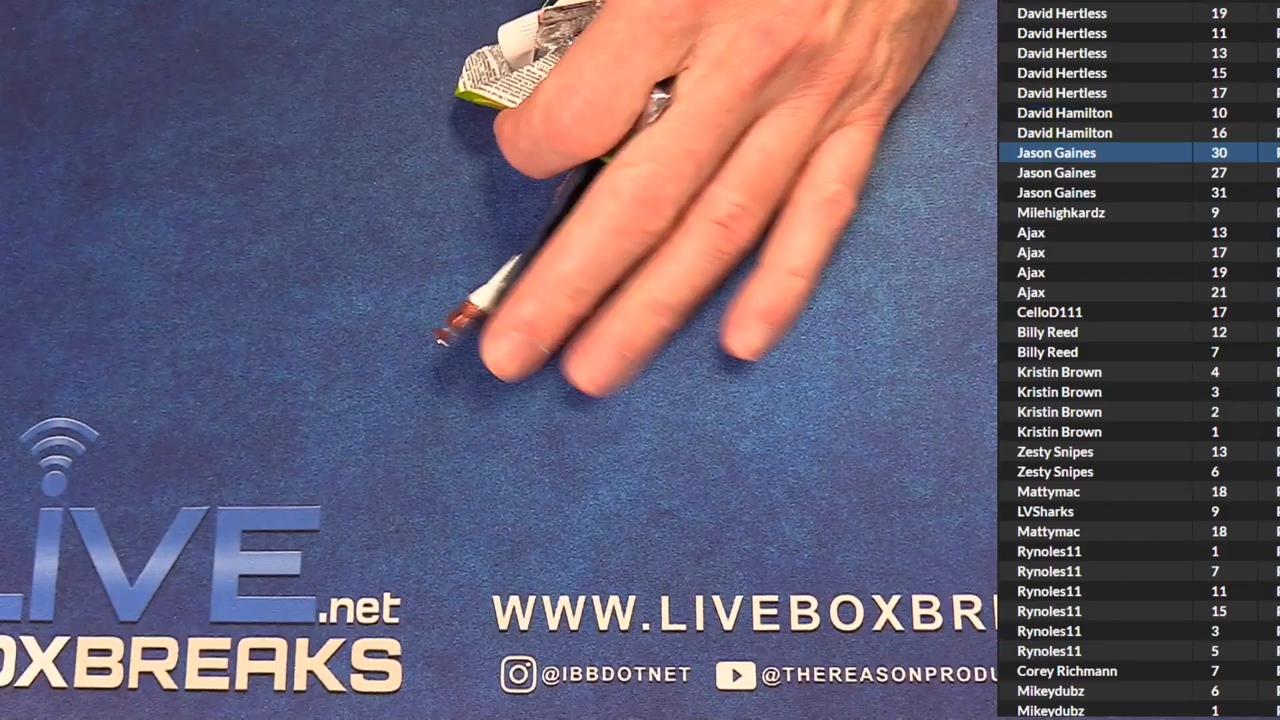 David Hertless 19
David Hertless 11
David Hertless 13
David Hertless 15
David Hertless 17
David Hamilton 10
David Hamilton 16
Jason Gaines 30
Jason Gaines 27
Jason Gaines 31
Milehighkardz 9
Ajax 13
Ajax 17
Ajax 19
Ajax 21
CelloD111 17
Billy Reed 12
Billy Reed 7
Kristin Brown 4
Kristin Brown 3
Kristin Brown 2
Kristin Brown 1
Zesty Snipes 13
Zesty Snipes 6
Mattymac 18
LVSharks 9
Mattymac 18
Rynoles11 1
Rynoles11 7
Rynoles11 11
Rynoles11 15
Rynoles11 3
Rynoles11 5
Corey Richmann 7
Mikeydubz 6
Mikeydubz 1
LiVE.net
OXBREAKS
WWW.LIVEBOXBR
@IBBDOTNET @THEREASONPRODU